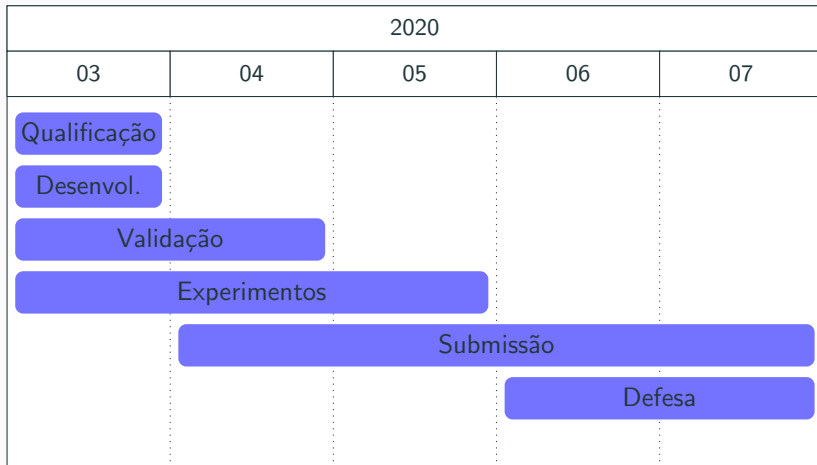 2020
03 04 05 06 07
Qualificação
Desenvol.
Validação
Experimentos
Submissão
Defesa